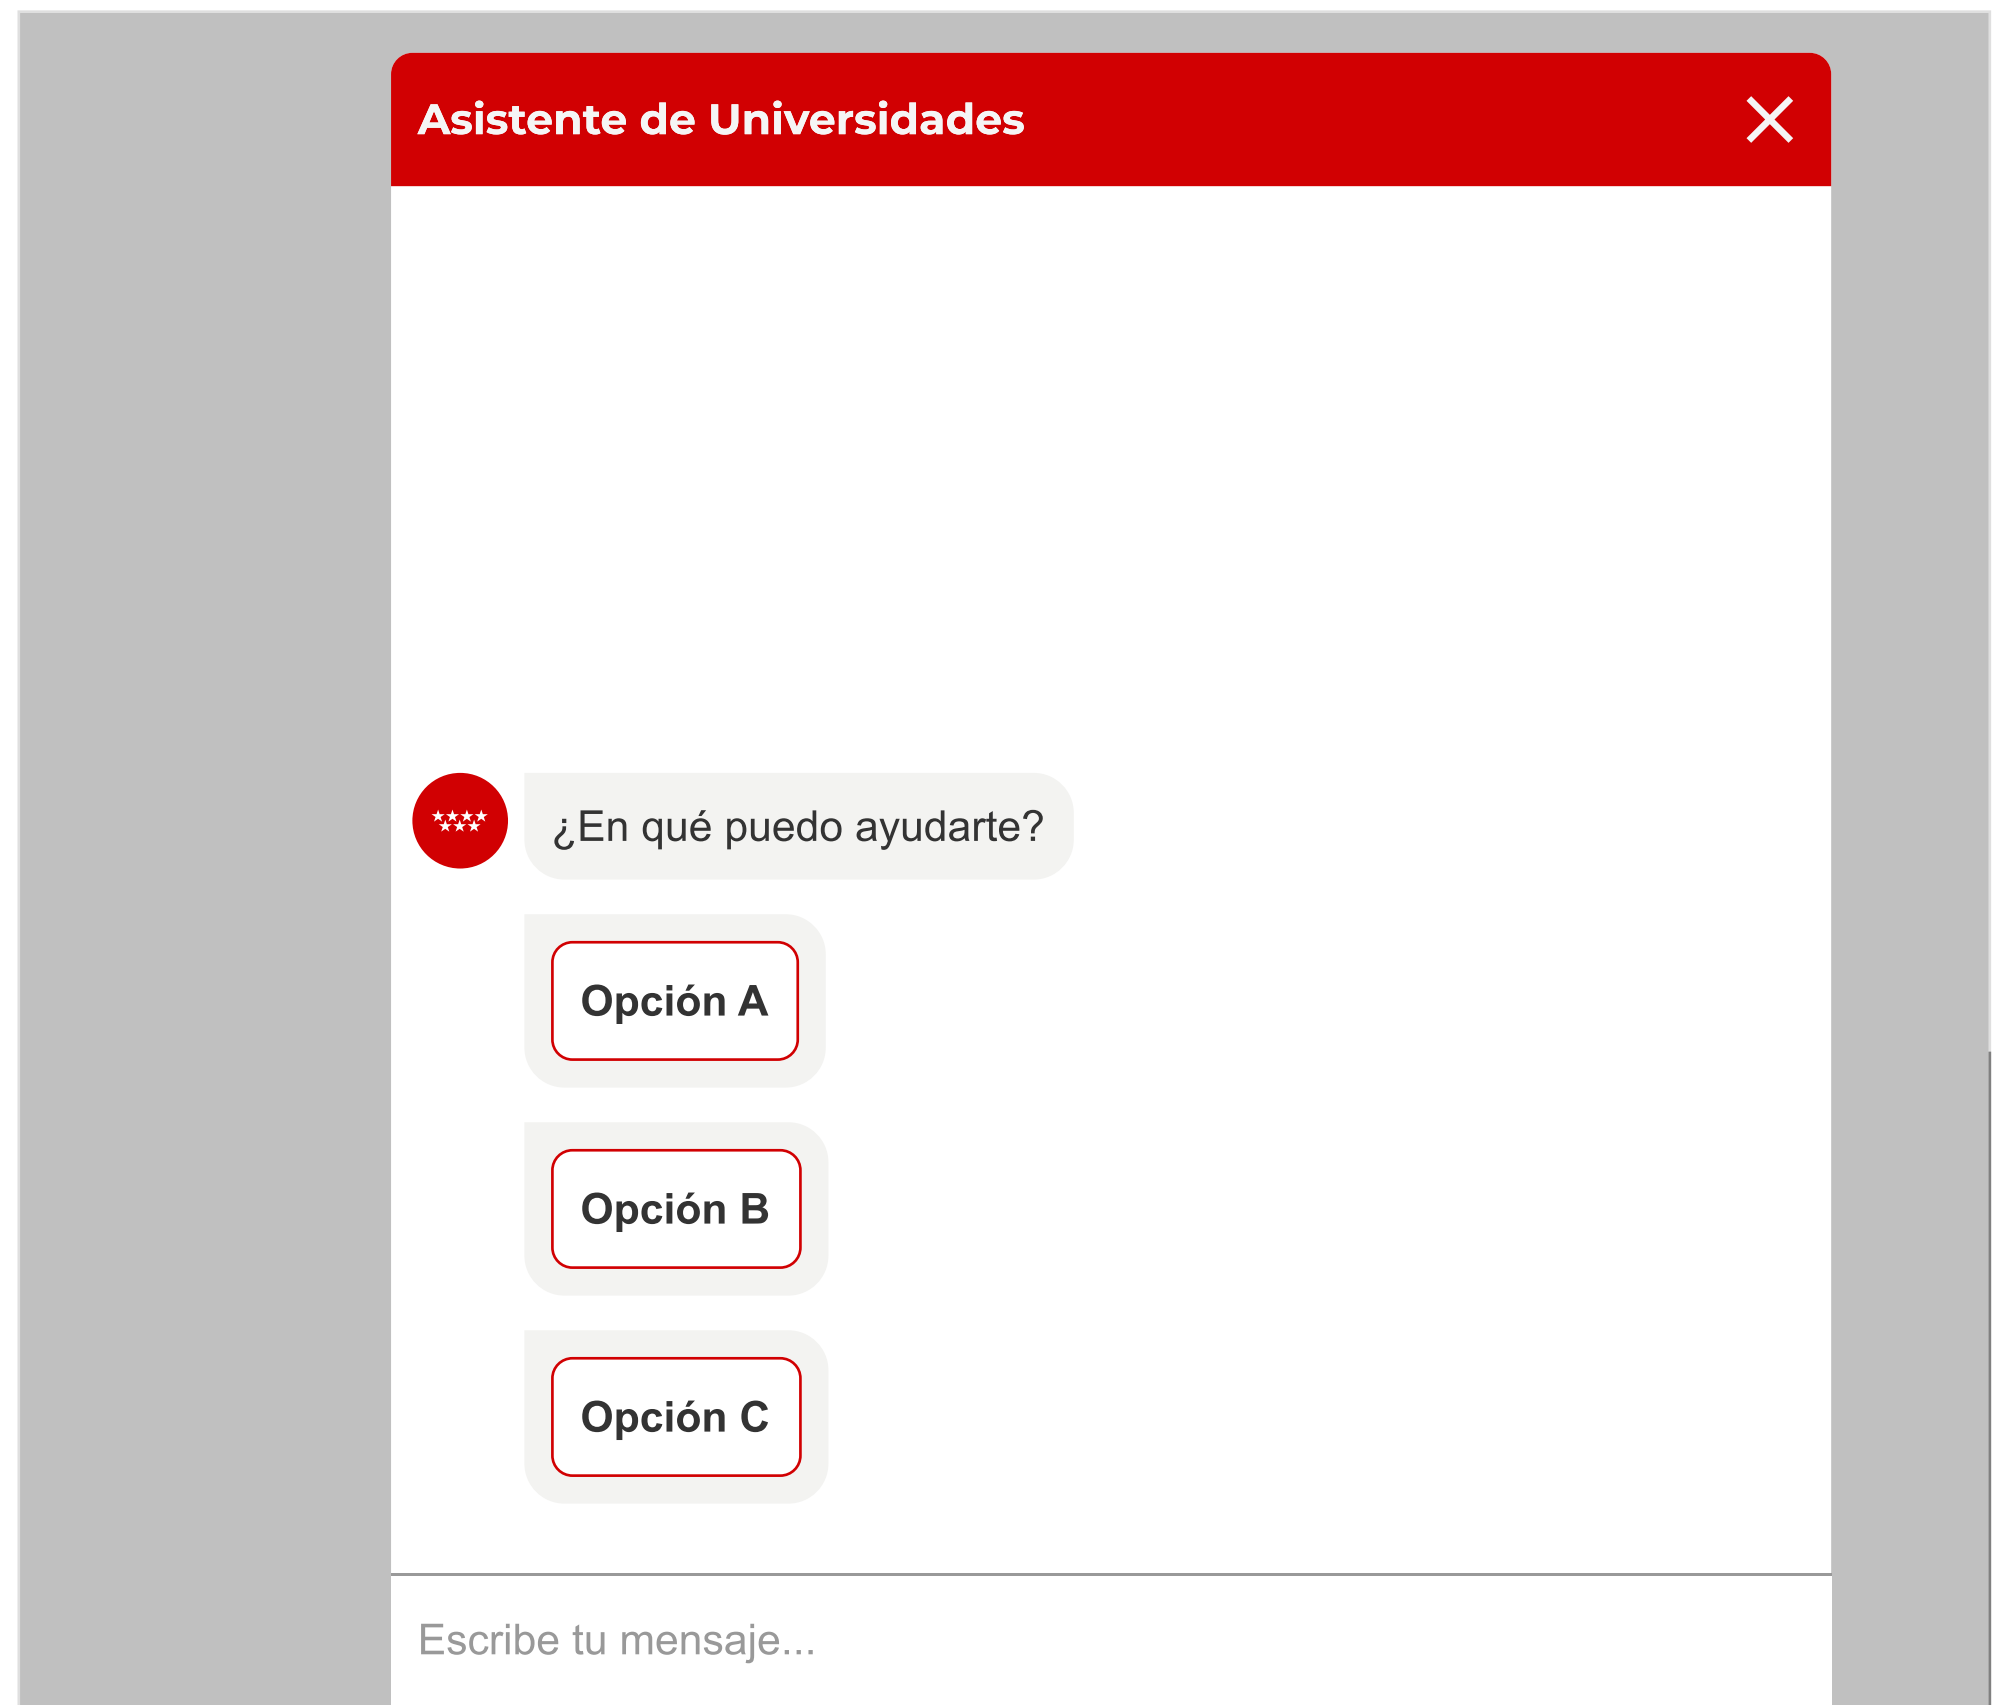 Asistente de Universidades
¿En qué puedo ayudarte?
Opción A
Opción B
Opción C
Escribe tu mensaje...